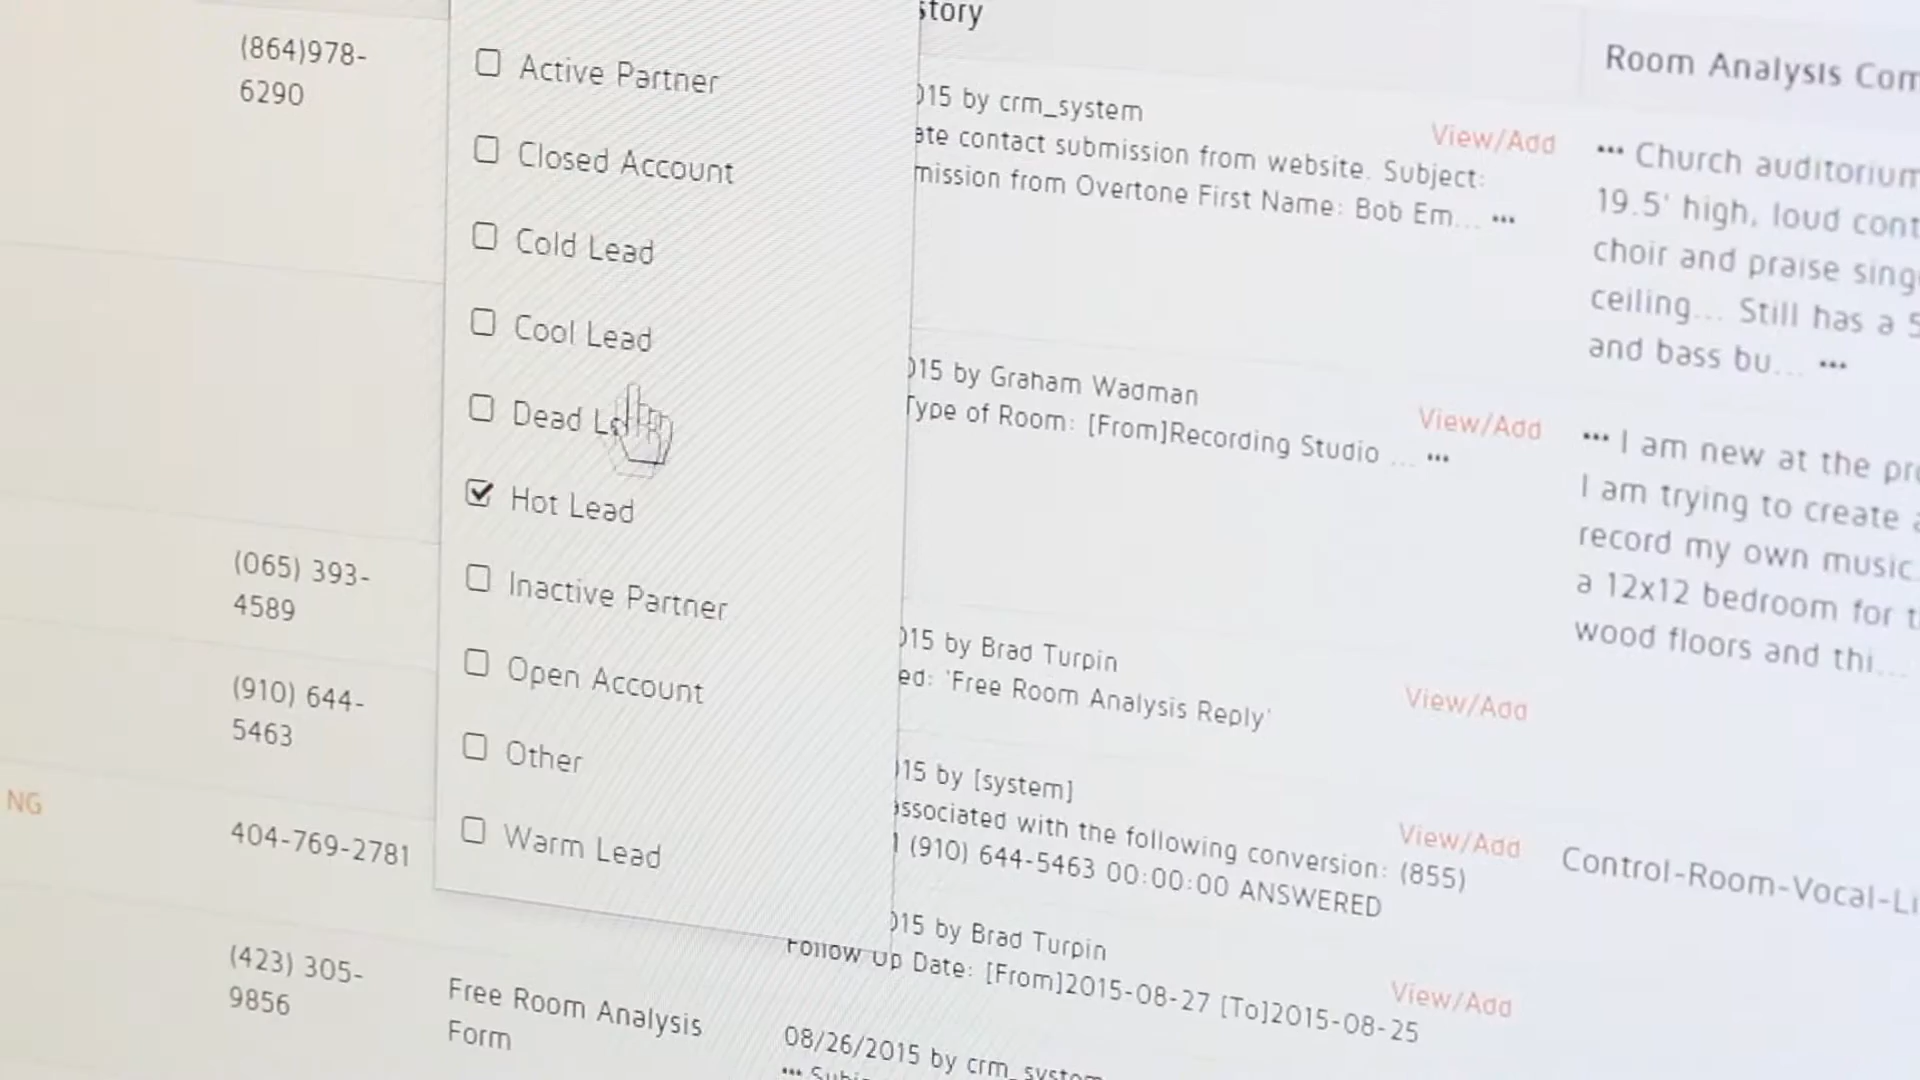 (864)978-
6290
(065) 393-
4589
(910) 644-
5463
NG
404-769-2781
(423) 305-
9856
Active Partner
Closed Account
Cold Lead
Cool Lead
Dead
Hot Lead
Inactive Partner
Open Account
Other
Warm Lead
Free Room Analysis
Form
story
015 by crm_system
ate contact submission from website. Subject:
mission from Overtone First Name: Bob Em... •••
View/Add
015 by Graham Wadman
Type of Room: [From]Recording Studio ... •••
View/Add
015 by Brad Turpin
ed: 'Free Room Analysis Reply'
View/Add
015 by [system]
associated with the following conversion: (855)
(910) 644-5463 00:00:00 ANSWERED
View/Add
015 by Brad Turpin
Follow Up Date: [From]2015-08-27 [To]2015-08-25
View/Add
08/26/2015 by crm_system
Room Analysis Com
••• Church auditorium
19.5' high, loud cont
choir and praise sing
ceiling... Still has a 5
and bass bu... •••
••• I am new at the pro
I am trying to create a
record my own music.
a 12x12 bedroom for t
wood floors and thi...
Control-Room-Vocal-Li